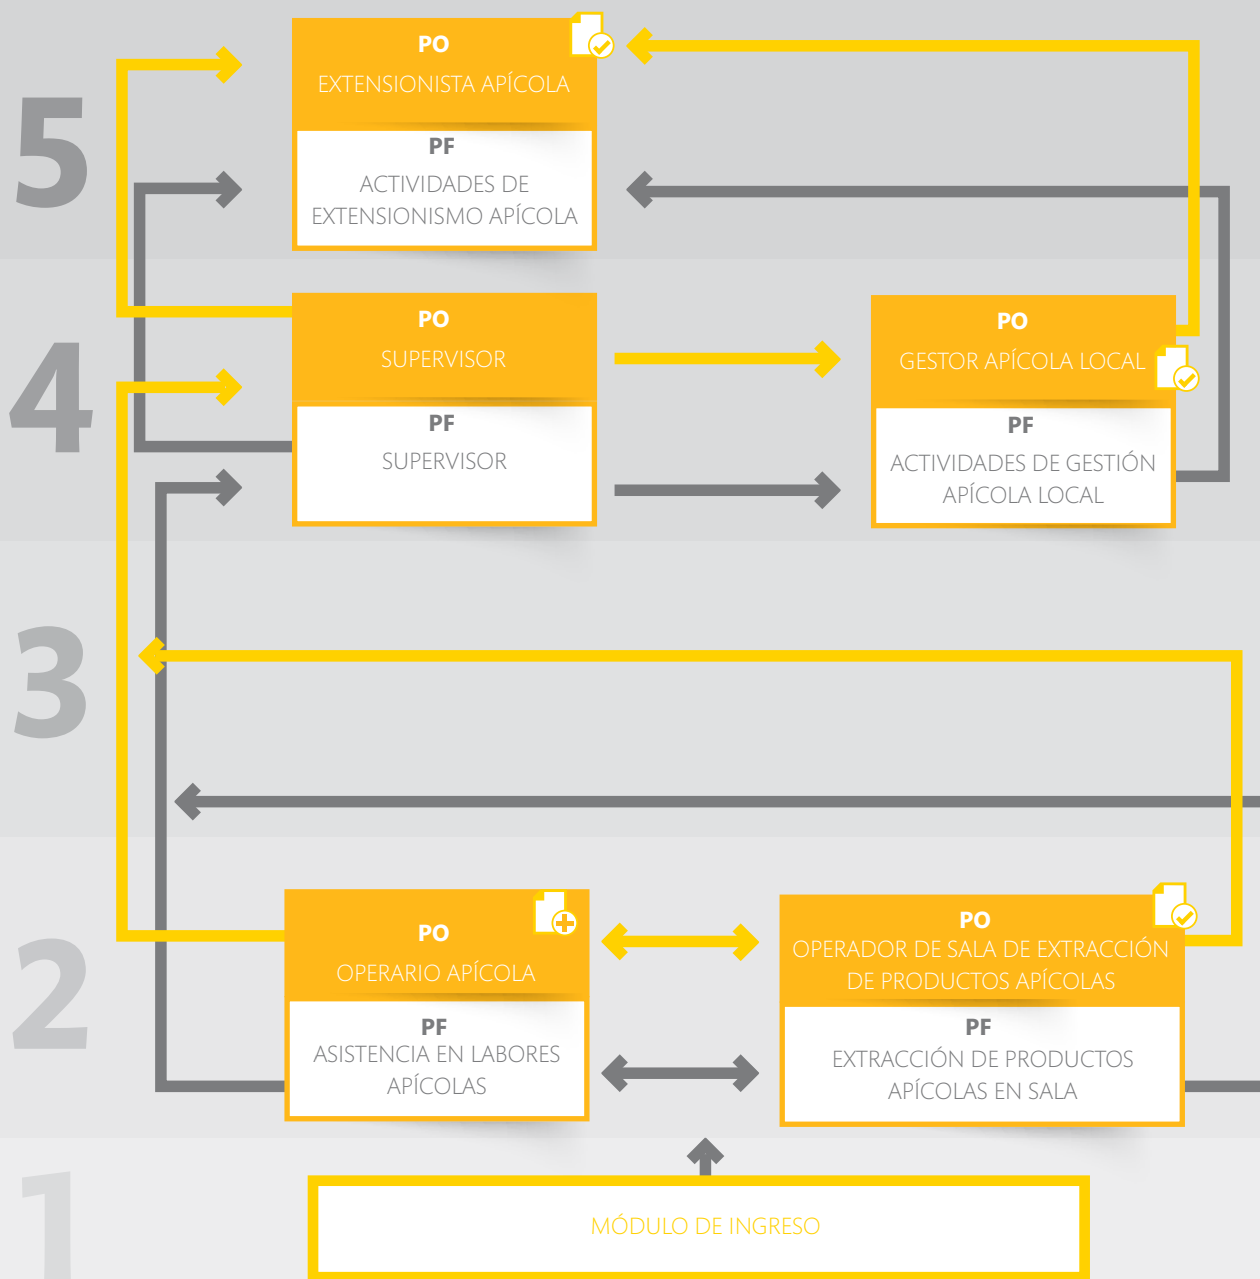 5
PO
EXTENSIONISTA APÍCOLA
PF
ACTIVIDADES DE
EXTENSIONISMO APÍCOLA
4
PO
SUPERVISOR
PF
SUPERVISOR
PO
GESTOR APÍCOLA LOCAL
PF
ACTIVIDADES DE GESTIÓN
APÍCOLA LOCAL
3
2
PO
OPERARIO APÍCOLA
PF
ASISTENCIA EN LABORES
APÍCOLAS
PO
OPERADOR DE SALA DE EXTRACCIÓN
DE PRODUCTOS APÍCOLAS
PF
EXTRACCIÓN DE PRODUCTOS
APÍCOLAS EN SALA
1
MÓDULO DE INGRESO